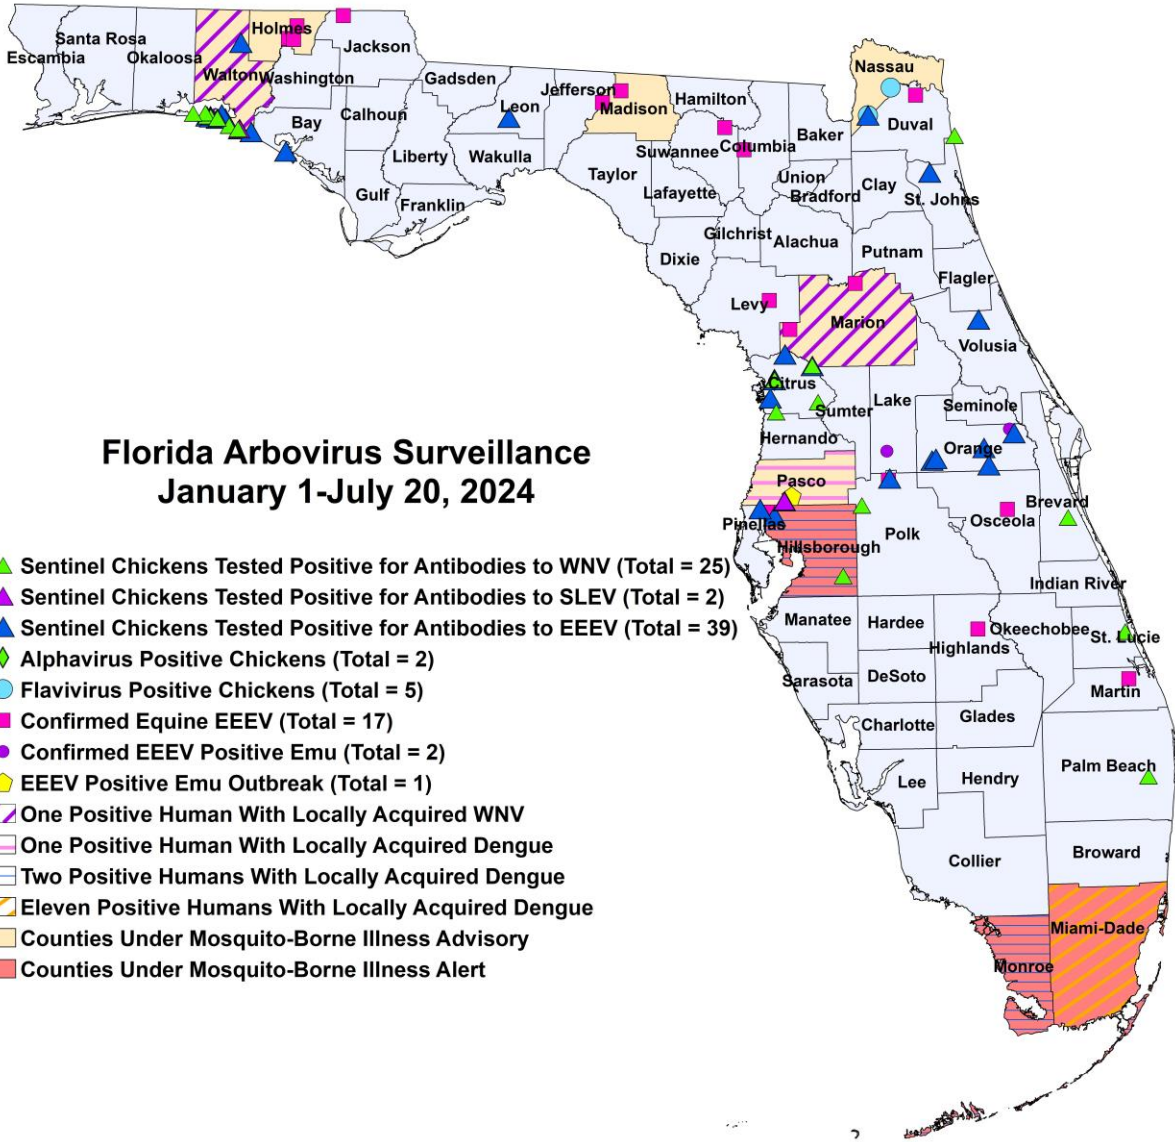 Holmes
Santa Rosa
Jackson
Escambia
Okaloosa
Walton
Washington
Nassau
Gadsden
Jefferson
Hamilton
Leon
Madison
Calhoun
Bay
Duval
Baker
Columbia
Suwannee
Liberty
Wakulla
Taylor
Union
Clay
Lafayette
Bradford
St. Johns
Gulf
Franklin
Gilchrist
Alachua
Putnam
Dixie
Flagler
Levy
Marion
Volusia
Citrus
Lake
Seminole
Sumter
Hernando
Orange
Florida Arbovirus Surveillance
January 1-July 20, 2024
Pasco
Brevard
Osceola
Pinellas
Polk
Hillsborough
Indian River
Manatee
Hardee
Okeechobee
St. Lucie
Highlands
Sarasota
DeSoto
Martin
Charlotte
Glades
Palm Beach
Lee
Hendry
Broward
Collier
Miami-Dade
Monroe
Sentinel Chickens Tested Positive for Antibodies to WNV (Total = 25)
Sentinel Chickens Tested Positive for Antibodies to SLEV (Total = 2)
Sentinel Chickens Tested Positive for Antibodies to EEEV (Total = 39)
Alphavirus Positive Chickens (Total = 2)
Flavivirus Positive Chickens (Total = 5)
Confirmed Equine EEEV (Total = 17)
Confirmed EEEV Positive Emu (Total = 2)
EEEV Positive Emu Outbreak (Total = 1)
One Positive Human With Locally Acquired WNV
One Positive Human With Locally Acquired Dengue
Two Positive Humans With Locally Acquired Dengue
Eleven Positive Humans With Locally Acquired Dengue
Counties Under Mosquito-Borne Illness Advisory
Counties Under Mosquito-Borne Illness Alert